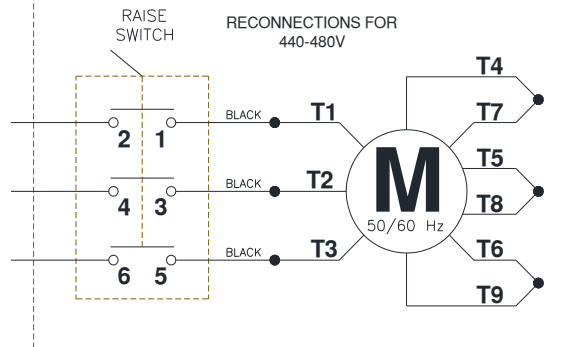 RAISE
SWITCH
RECONNECTIONS FOR
440-480V
T4
2 1 BLACK T1 T7
T5
4 3 BLACK T2 M
T8
50/60 Hz
6 5 BLACK T3 T6
T9